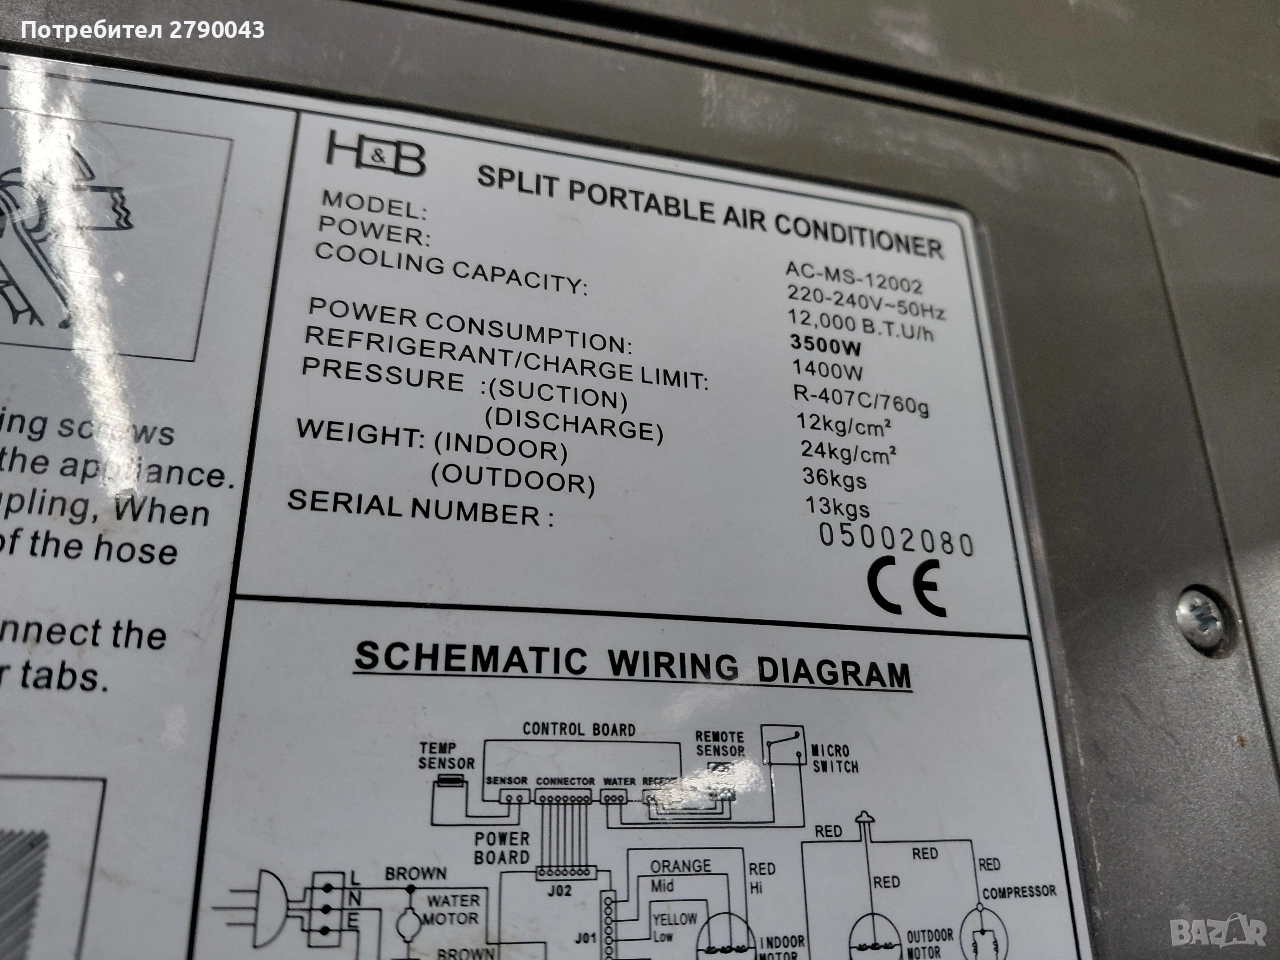 Потребител 2790043
H&B SPLIT PORTABLE AIR CONDITIONER
MODEL: AC-MS-12002
POWER: 220-240V~50Hz
COOLING CAPACITY: 12,000 B.T.U/h
3500W
POWER CONSUMPTION: 1400W
REFRIGERANT/CHARGE LIMIT: R-407C/760g
PRESSURE :(SUCTION) 12kg/cm²
(DISCHARGE) 24kg/cm²
WEIGHT: (INDOOR) 36kgs
(OUTDOOR) 13kgs
SERIAL NUMBER : 05002080
CE
ing screws
the appliance.
upling, When
of the hose
nnect the
r tabs.
SCHEMATIC WIRING DIAGRAM
CONTROL BOARD
TEMP
SENSOR
REMOTE
SENSOR
MICRO
SWITCH
SENSOR CONNECTOR WATER
POWER
BOARD
J02
RED
RED
RED
RED
COMPRESSOR
BROWN
L
N
E
WATER
MOTOR
BROWN
ORANGE
Mid
RED
Hi
YELLOW
Low
J01
INDOOR
MOTOR
OUTDOOR
MOTOR
BAZAR